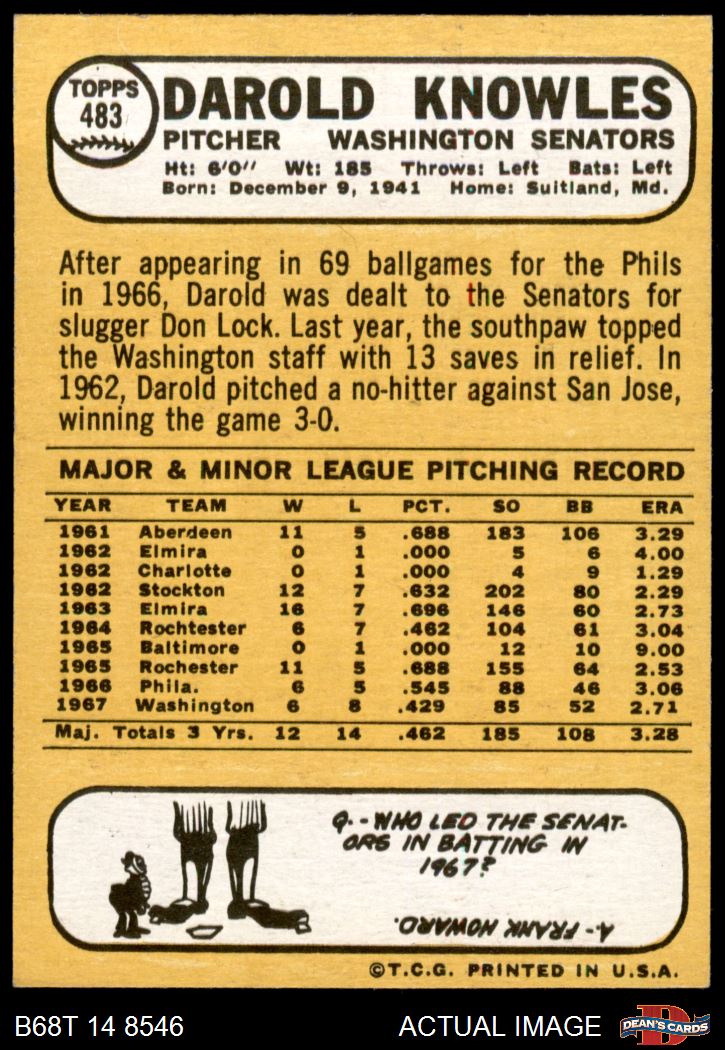 TOPPS
483
DAROLD KNOWLES
PITCHER WASHINGTON SENATORS
Ht: 6'0" Wt: 185 Throws: Left Bats: Left
Born: December 9, 1941 Home: Suitland, Md.
After appearing in 69 ballgames for the Phils
in 1966, Darold was dealt to the Senators for
slugger Don Lock. Last year, the southpaw topped
the Washington staff with 13 saves in relief. In
1962, Darold pitched a no-hitter against San Jose,
winning the game 3-0.
MAJOR & MINOR LEAGUE PITCHING RECORD
YEAR TEAM W L PCT. SO BB ERA
1961 Aberdeen 11 5 .688 183 106 3.29
1962 Elmira 0 1 .000 5 6 4.00
1962 Charlotte 0 1 .000 4 9 1.29
1962 Stockton 12 7 .632 202 80 2.29
1963 Elmira 16 7 .696 146 60 2.73
1964 Rochtester 6 7 .462 104 61 3.04
1965 Baltimore 0 1 .000 12 10 9.00
1965 Rochester 11 5 .688 155 64 2.53
1966 Phila. 6 5 .545 88 46 3.06
1967 Washington 6 8 .429 85 52 2.71
Maj. Totals 3 Yrs. 12 14 .462 185 108 3.28
Q.-WHO LED THE SENAT-
ORS IN BATTING IN
1967?
A-FRANK HOWARD.
©T.C.G. PRINTED IN U.S.A.
B68T 14 8546 ACTUAL IMAGE
D
DEAN'S CARDS